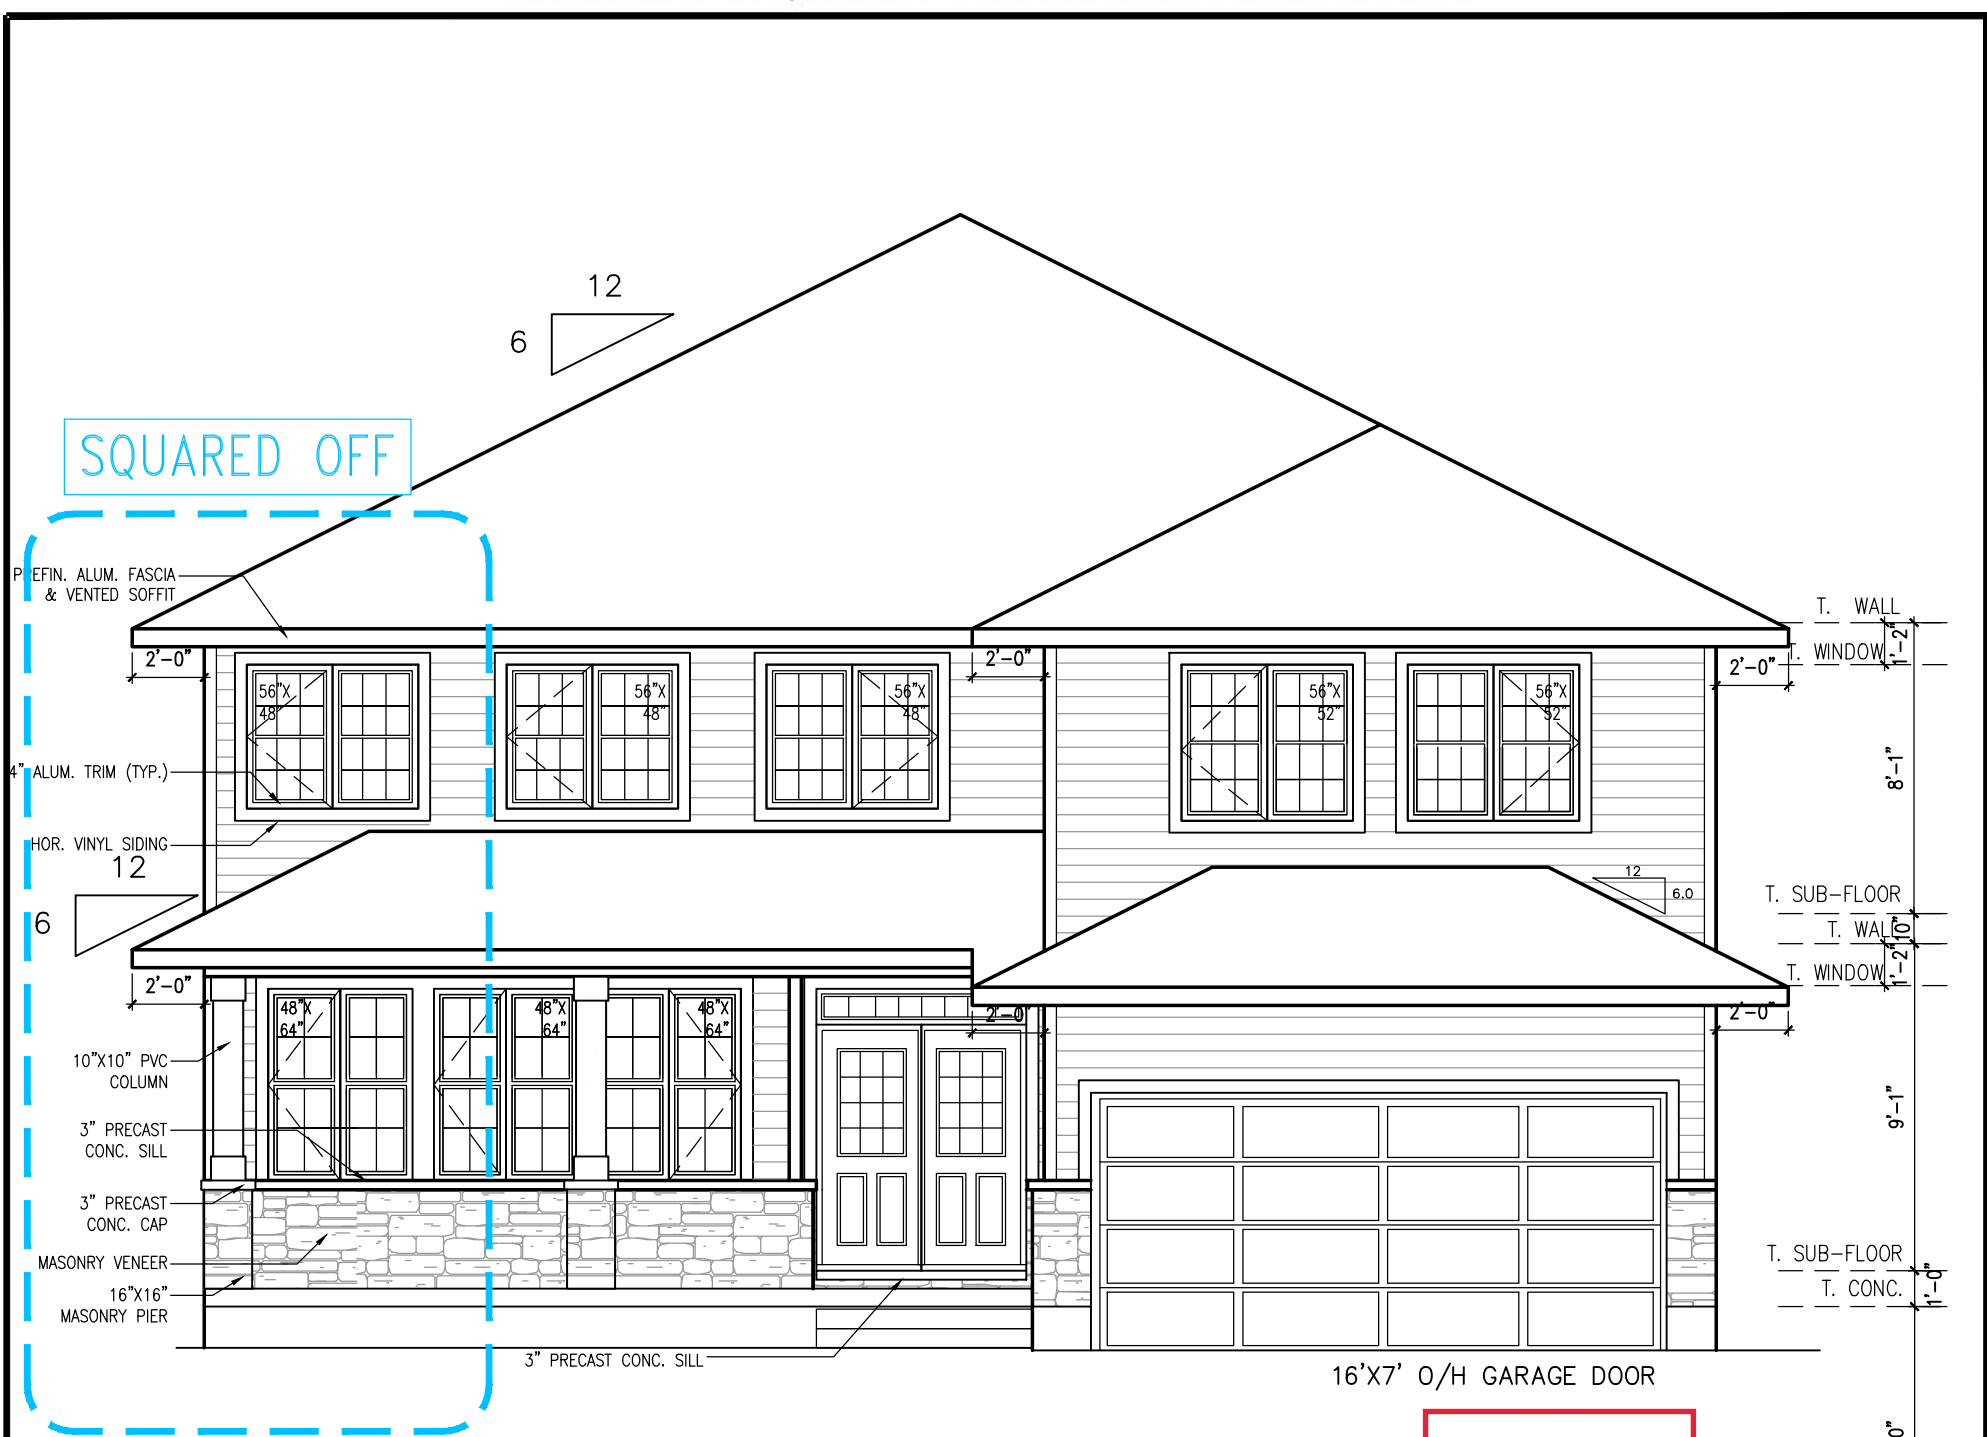 12
6
SQUARED OFF
PREFIN. ALUM. FASCIA
& VENTED SOFFIT
T. WALL
1'-2"
T. WINDOW
2'-0"
2'-0"
2'-0"
56"X
48"
56"X
48"
56"X
48"
56"X
52"
56"X
52"
4" ALUM. TRIM (TYP.)
8'-1"
HOR. VINYL SIDING
12
6
12
6.0
T. SUB-FLOOR
10"
T. WALL
1'-2"
T. WINDOW
2'-0"
2'-0"
2'-0"
48"X
64"
48"X
64"
48"X
64"
10"X10" PVC
COLUMN
9'-1"
3" PRECAST
CONC. SILL
3" PRECAST
CONC. CAP
MASONRY VENEER
16"X16"
MASONRY PIER
T. SUB-FLOOR
1'-0"
T. CONC.
3" PRECAST CONC. SILL
16'X7' O/H GARAGE DOOR